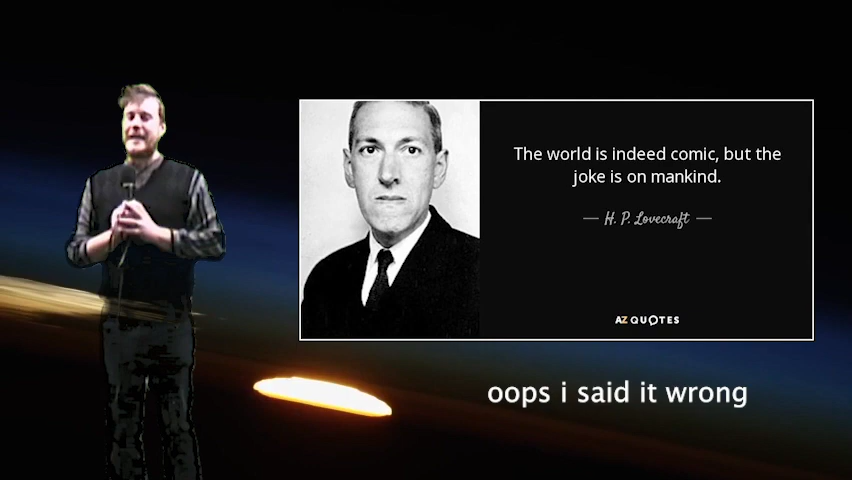 The world is indeed comic, but the
joke is on mankind.
— H. P. Lovecraft —
AZ QUOTES
oops i said it wrong